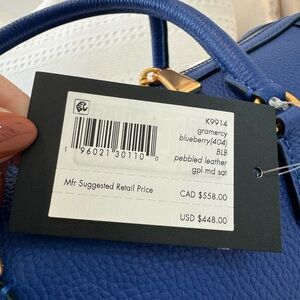 K9914
gramercy
blueberry(404)
BLB
pebbled leather
gpl md sat
1 96021 30110 0
Mfr Suggested Retail Price
CAD $558.00
USD $448.00